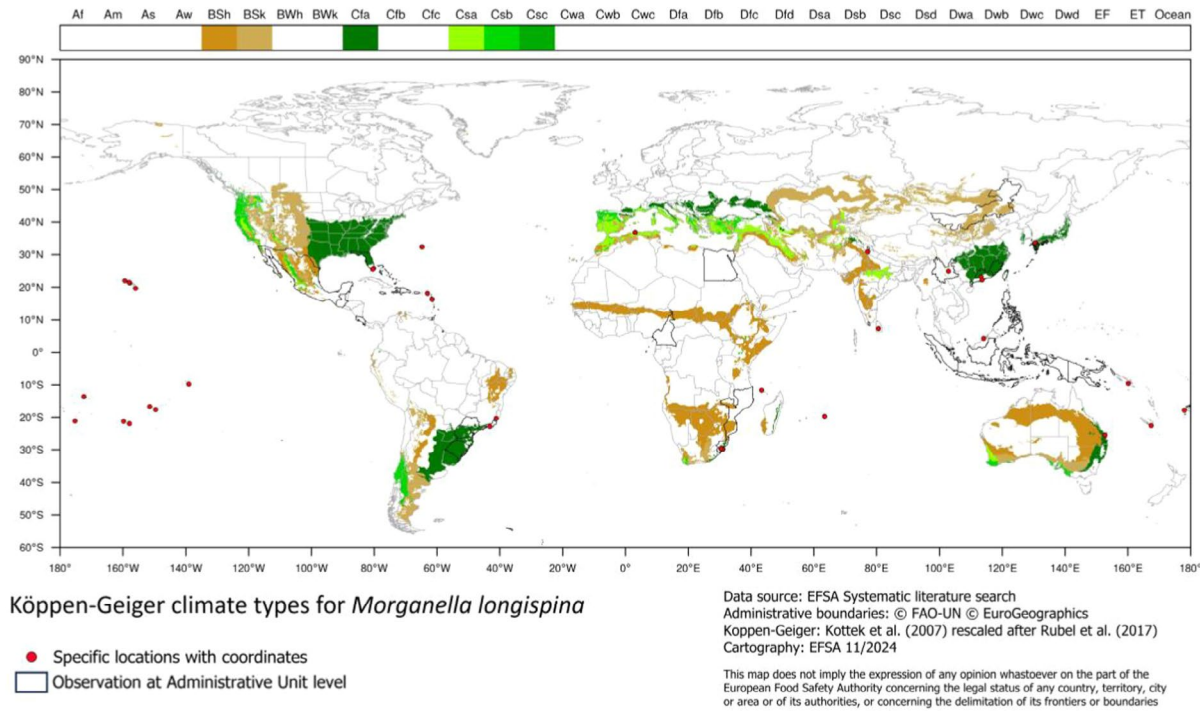 Af Am As Aw BSh BSk BWh BWk Cfa Cfb Cfc Csa Csb Csc Cwa Cwb Cwc Dfa Dfb Dfc Dfd Dsa Dsb Dsc Dsd Dwa Dwb Dwc Dwd EF ET Ocean
90°N
80°N
70°N
60°N
50°N
40°N
30°N
20°N
10°N
0°
10°S
20°S
30°S
40°S
50°S
60°S
180° 160°W 140°W 120°W 100°W 80°W 60°W 40°W 20°W 0° 20°E 40°E 60°E 80°E 100°E 120°E 140°E 160°E 180°
Köppen-Geiger climate types for Morganella longispina
Specific locations with coordinates
Observation at Administrative Unit level
Data source: EFSA Systematic literature search
Administrative boundaries: © FAO-UN © EuroGeographics
Koppen-Geiger: Kottek et al. (2007) rescaled after Rubel et al. (2017)
Cartography: EFSA 11/2024
This map does not imply the expression of any opinion whastoever on the part of the
European Food Safety Authority concerning the legal status of any country, territory, city
or area or of its authorities, or concerning the delimitation of its frontiers or boundaries